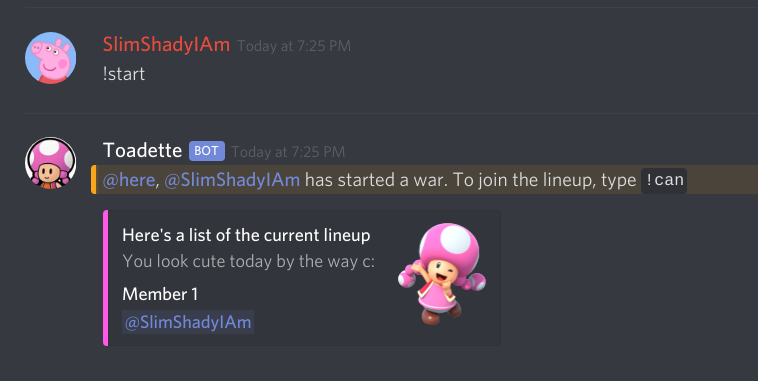 SlimShadyIAm Today at 7:25 PM
!start
Toadette BOT Today at 7:25 PM
@here, @SlimShadyIAm has started a war. To join the lineup, type !can
Here's a list of the current lineup
You look cute today by the way c:
Member 1
@SlimShadyIAm